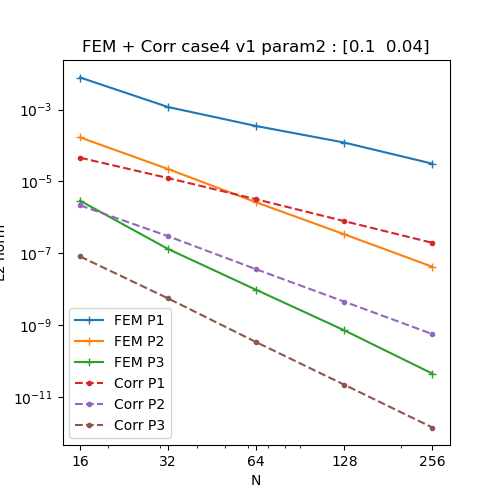 FEM + Corr case4 v1 param2 : [0.1 0.04]
10⁻³
10⁻⁵
10⁻⁷
10⁻⁹
10⁻¹¹
L2 norm
FEM P1
FEM P2
FEM P3
Corr P1
Corr P2
Corr P3
16 32 64 128 256
N